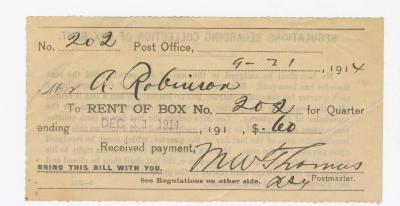 No. 202 Post Office,
9-21, 1914
Mr A. Robinson
To RENT OF BOX No. 202 for Quarter
ending DEC 31 1914, 191 , $.60
Received payment,
MW Thomas
BRING THIS BILL WITH YOU. Postmaster.
See Regulations on other side.